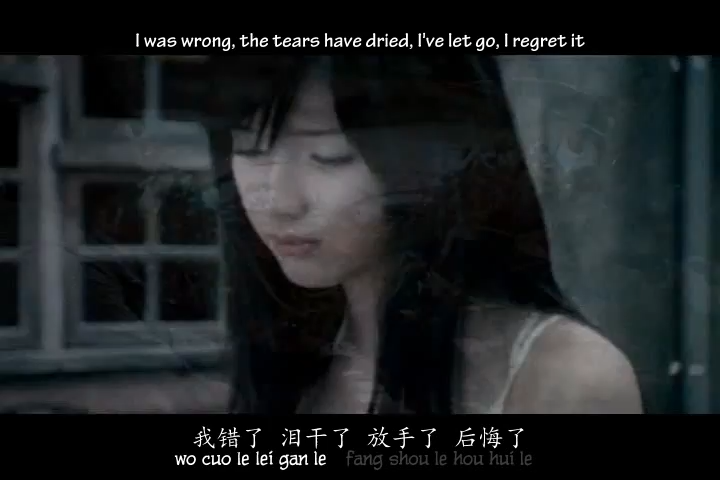 I was wrong, the tears have dried, I've let go, I regret it
我错了 泪干了 放手了 后悔了
wo cuo le lei gan le fang shou le hou hui le